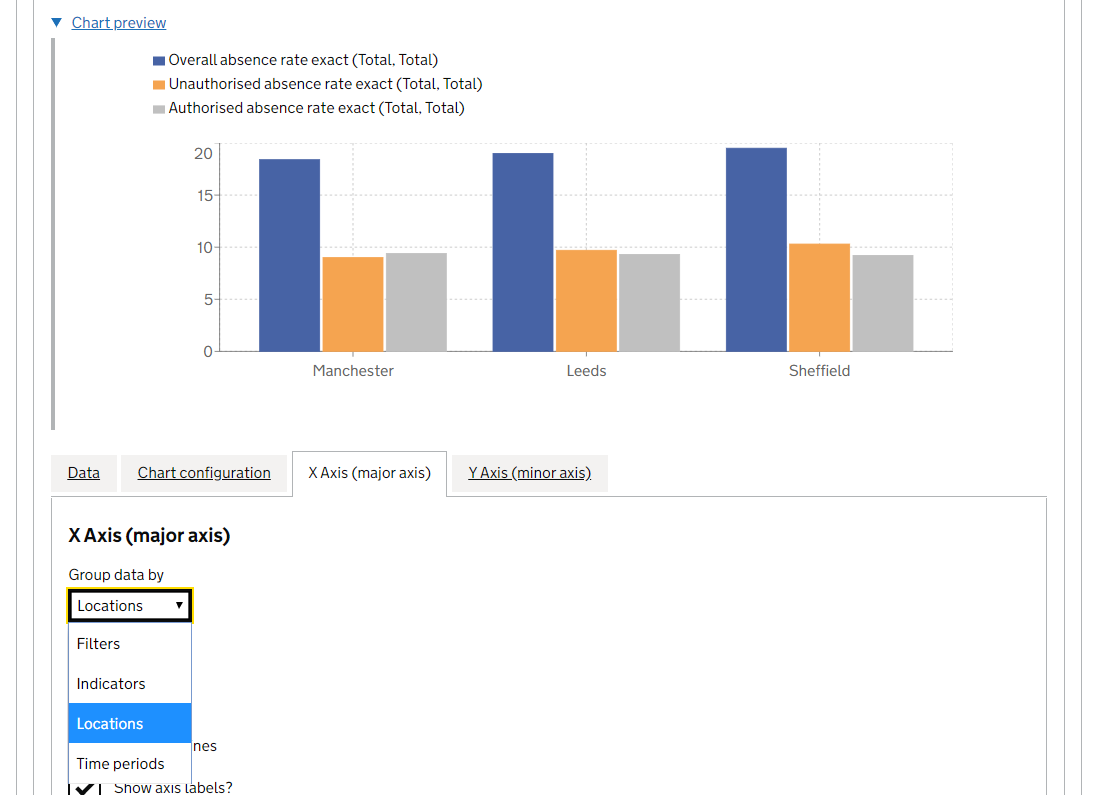 ▼ Chart preview
Overall absence rate exact (Total, Total)
Unauthorised absence rate exact (Total, Total)
Authorised absence rate exact (Total, Total)
20
15
10
5
0
Manchester Leeds Sheffield
Data Chart configuration X Axis (major axis) Y Axis (minor axis)
X Axis (major axis)
Group data by
Locations ▼
Filters
Indicators
Locations
nes
Time periods
Show axis labels?